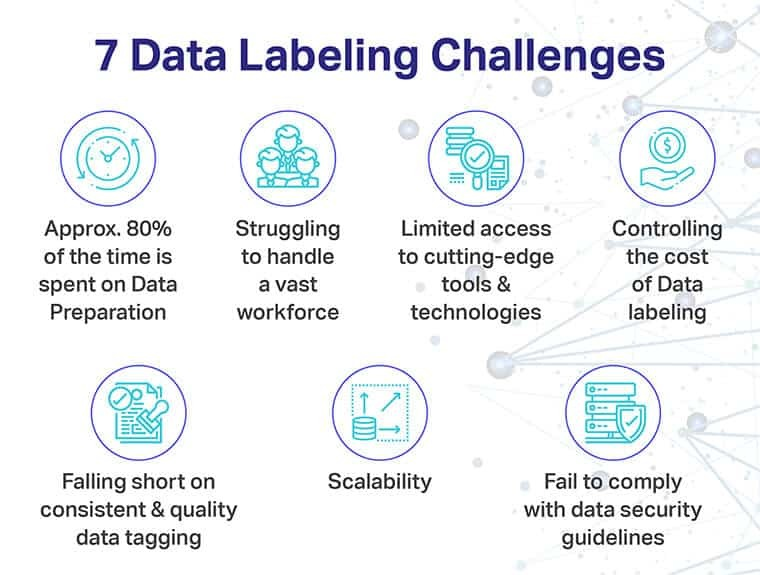 7 Data Labeling Challenges
Approx. 80%
of the time is
spent on Data
Preparation
Struggling
to handle
a vast
workforce
Limited access
to cutting-edge
tools &
technologies
Controlling
the cost
of Data
labeling
$
Falling short on
consistent & quality
data tagging
Scalability
Fail to comply
with data security
guidelines